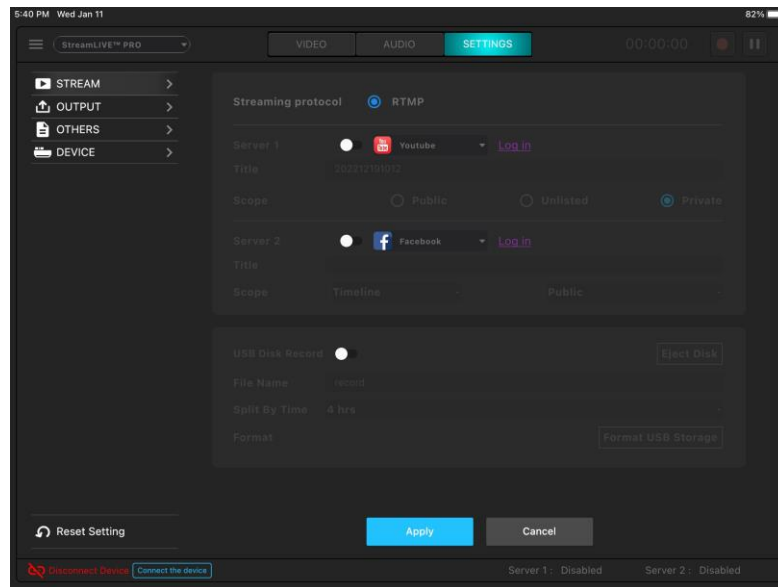 5:40 PM Wed Jan 11 82%
StreamLIVE™ PRO VIDEO AUDIO SETTINGS 00:00:00
STREAM
OUTPUT
OTHERS
DEVICE
Streaming protocol RTMP
Server 1 Youtube Log in
Title 202212191012
Scope Public Unlisted Private
Server 2 Facebook Log in
Title
Scope Timeline Public
USB Disk Record Eject Disk
File Name record
Split By Time 4 hrs
Format Format USB Storage
Reset Setting Apply Cancel
Disconnect Device Connect the device Server 1 : Disabled Server 2 : Disabled